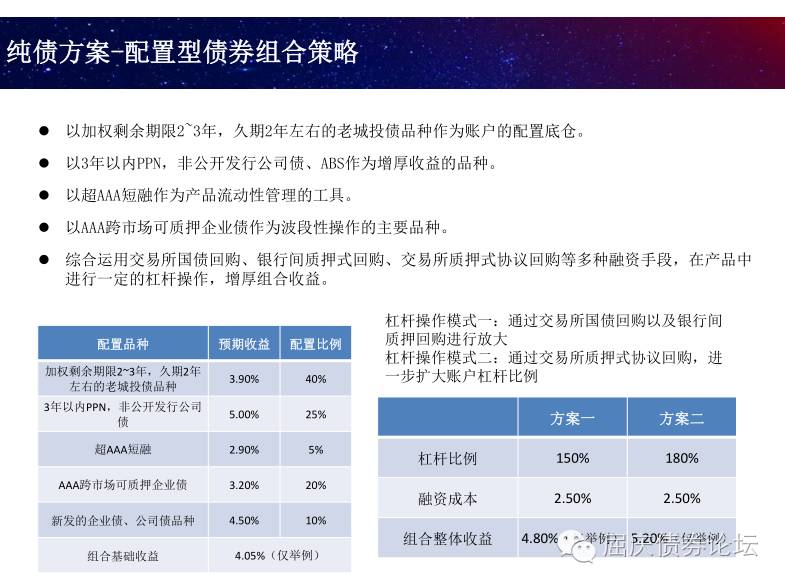 纯债方案-配置型债券组合策略
● 以加权剩余期限2~3年，久期2年左右的老城投债品种作为账户的配置底仓。
● 以3年以内PPN，非公开发行公司债、ABS作为增厚收益的品种。
● 以超AAA短融作为产品流动性管理的工具。
● 以AAA跨市场可质押企业债作为波段性操作的主要品种。
● 综合运用交易所国债回购、银行间质押式回购、交易所质押式协议回购等多种融资手段，在产品中
进行一定的杠杆操作，增厚组合收益。
配置品种 预期收益 配置比例
加权剩余期限2~3年，久期2年
左右的老城投债品种 3.90% 40%
3年以内PPN，非公开发行公司
债 5.00% 25%
超AAA短融 2.90% 5%
AAA跨市场可质押企业债 3.20% 20%
新发的企业债、公司债品种 4.50% 10%
组合基础收益 4.05%（仅举例）
杠杆操作模式一：通过交易所国债回购以及银行间
质押回购进行放大
杠杆操作模式二：通过交易所质押式协议回购，进
一步扩大账户杠杆比例
方案一 方案二
杠杆比例 150% 180%
融资成本 2.50% 2.50%
组合整体收益 4.80% 举例 5.20%（仅举例）
屈庆债券论坛